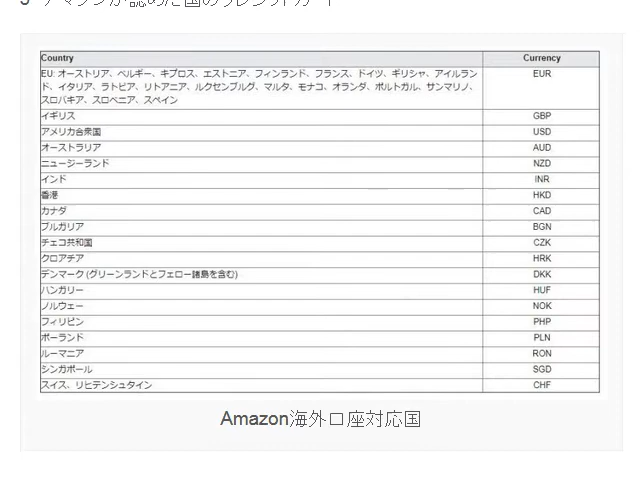 Country Currency
EU: オーストリア、ベルギー、キプロス、エストニア、フィンランド、フランス、ドイツ、ギリシャ、アイルラン EUR
ド、イタリア、ラトビア、リトアニア、ルクセンブルグ、マルタ、モナコ、オランダ、ポルトガル、サンマリノ、
スロバキア、スロベニア、スペイン
イギリス GBP
アメリカ合衆国 USD
オーストラリア AUD
ニュージーランド NZD
インド INR
香港 HKD
カナダ CAD
ブルガリア BGN
チェコ共和国 CZK
クロアチア HRK
デンマーク (グリーンランドとフェロー諸島を含む) DKK
ハンガリー HUF
ノルウェー NOK
フィリピン PHP
ポーランド PLN
ルーマニア RON
シンガポール SGD
スイス、リヒテンシュタイン CHF
Amazon海外口座対応国